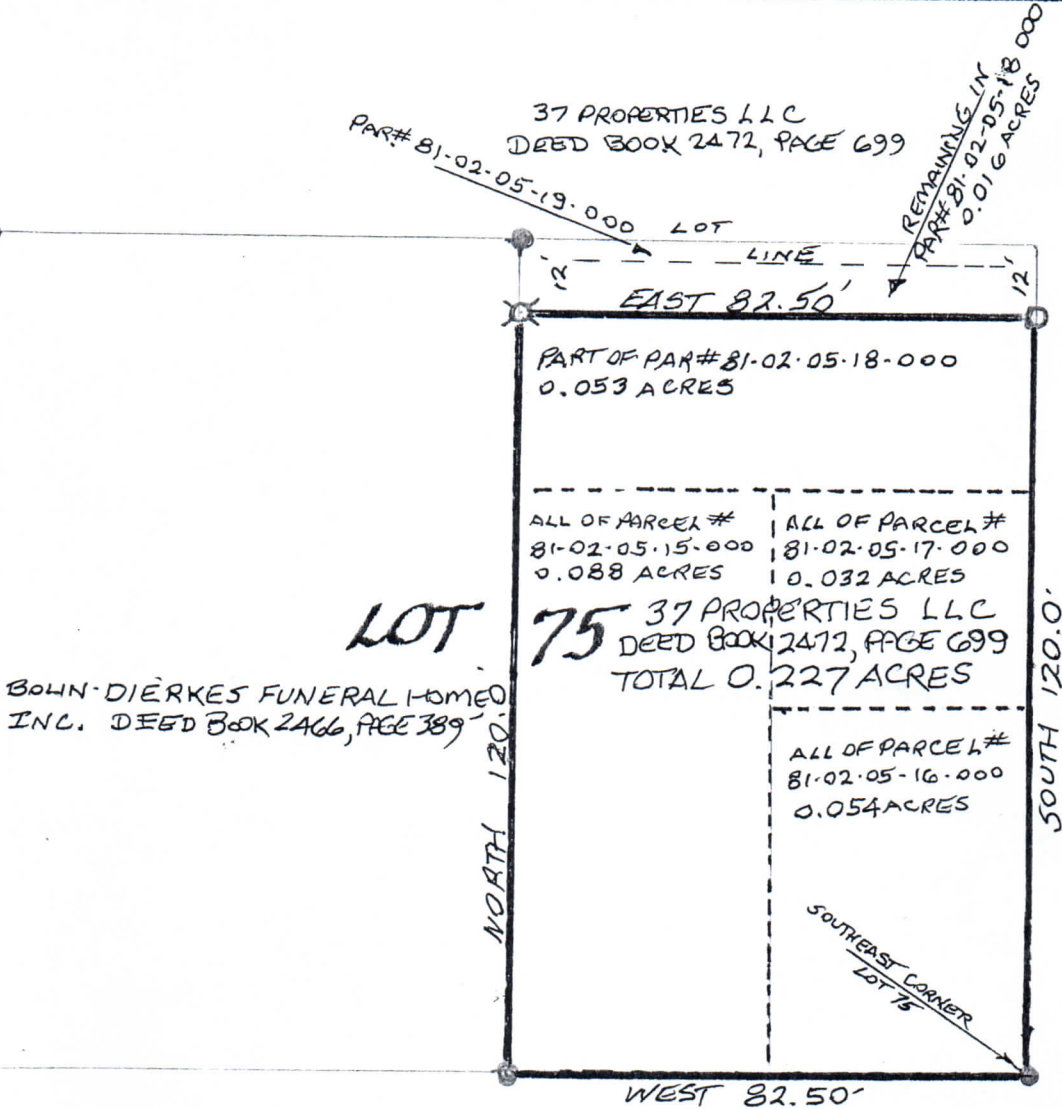 37 PROPERTIES LLC
DEED BOOK 2472, PAGE 699
PAR# 81-02-05-19-000
REMAINING IN
PAR# 81-02-05-18 000
0.016 ACRES
LOT
LINE
12'
12'
EAST 82.50'
PART OF PAR# 81-02-05-18-000
0.053 ACRES
ALL OF PARCEL #
81-02-05-15-000
0.088 ACRES
ALL OF PARCEL #
81-02-05-17-000
0.032 ACRES
LOT 75
37 PROPERTIES LLC
DEED BOOK 2472, PAGE 699
TOTAL 0.227 ACRES
BOLIN-DIERKES FUNERAL HOME
INC. DEED BOOK 2466, PAGE 389
NORTH 120.0'
SOUTH 120.0'
ALL OF PARCEL #
81-02-05-16-000
0.054 ACRES
SOUTHEAST CORNER
LOT 75
WEST 82.50'